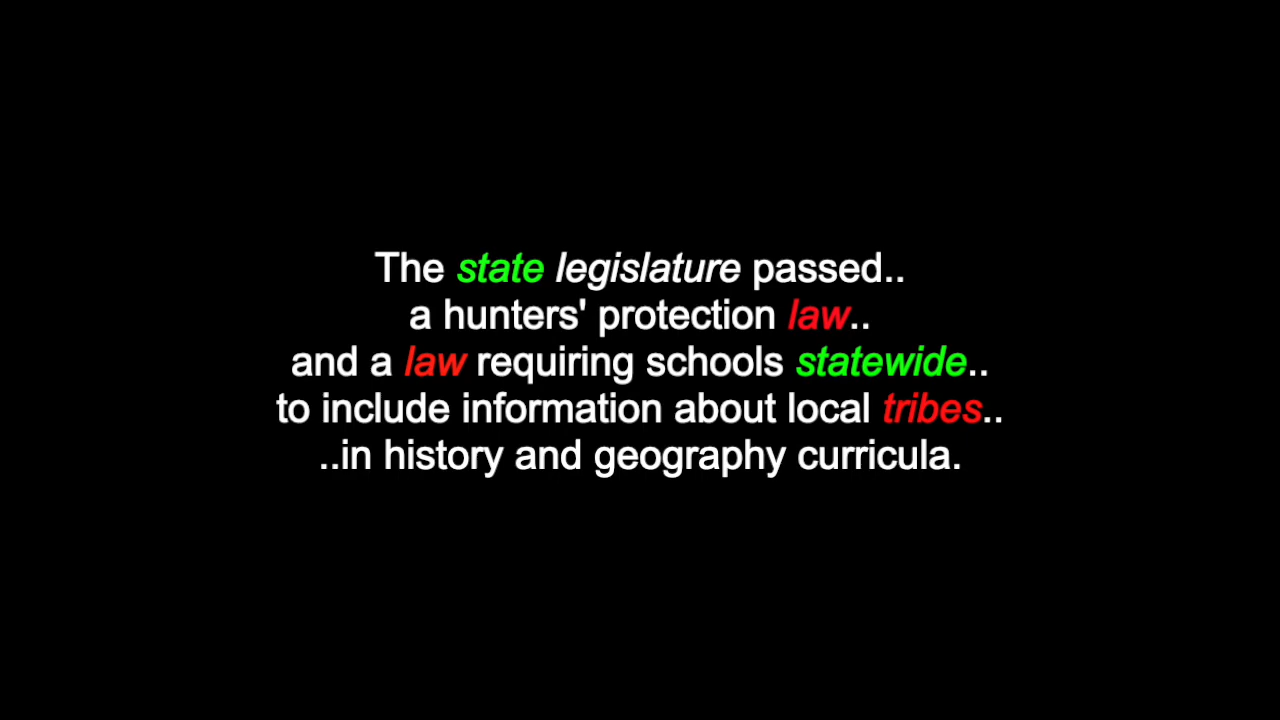 The state legislature passed..
a hunters' protection law..
and a law requiring schools statewide..
to include information about local tribes..
..in history and geography curricula.